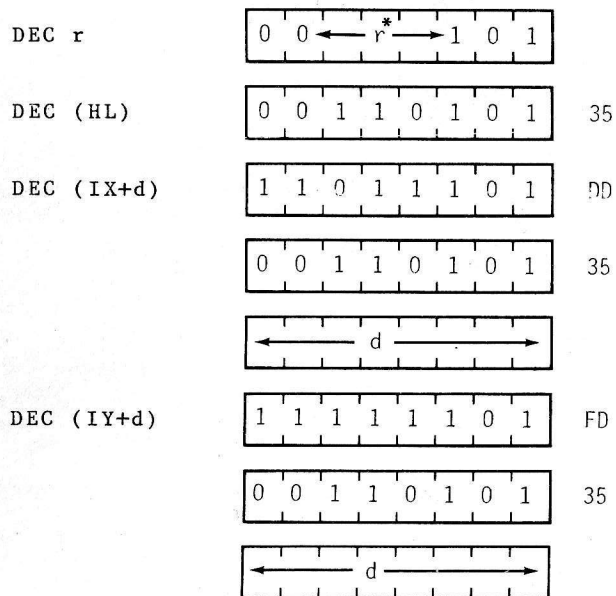 DEC r 0 0 r* 1 0 1
DEC (HL) 0 0 1 1 0 1 0 1 35
DEC (IX+d) 1 1 0 1 1 1 0 1 DD
0 0 1 1 0 1 0 1 35
d
DEC (IY+d) 1 1 1 1 1 1 0 1 FD
0 0 1 1 0 1 0 1 35
d